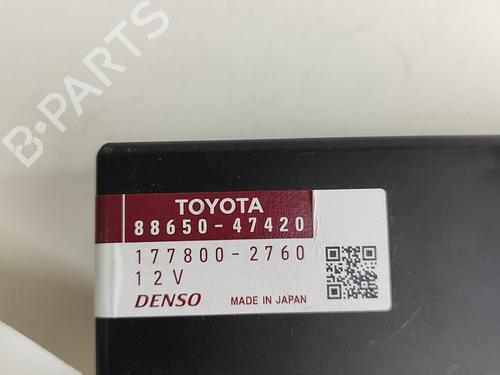 B-PARTS
TOYOTA
88650-47420
177800-2760
12V
DENSO MADE IN JAPAN